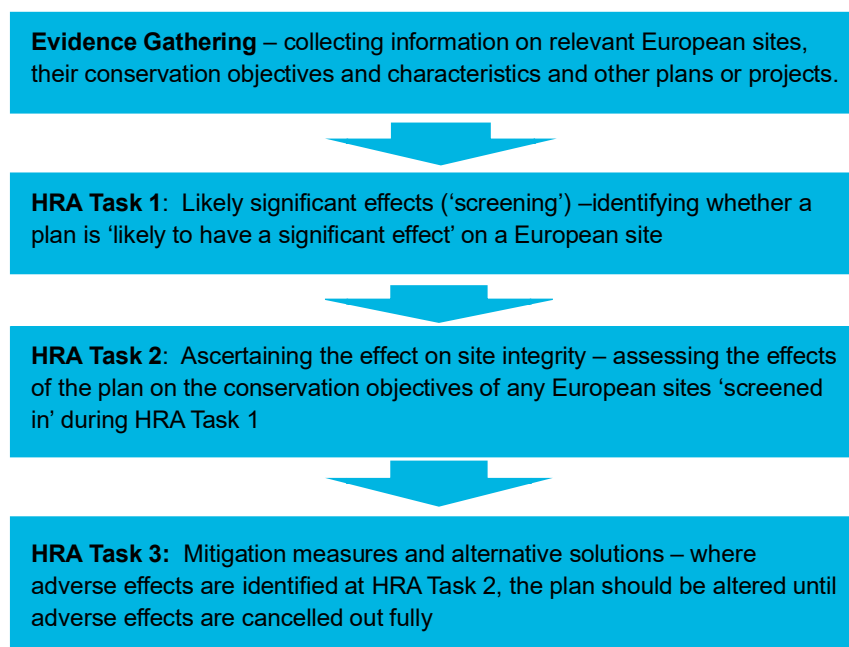 Evidence Gathering – collecting information on relevant European sites,
their conservation objectives and characteristics and other plans or projects.
HRA Task 1:  Likely significant effects (‘screening’) –identifying whether a
plan is ‘likely to have a significant effect’ on a European site
HRA Task 2:  Ascertaining the effect on site integrity – assessing the effects
of the plan on the conservation objectives of any European sites ‘screened
in’ during HRA Task 1
HRA Task 3:  Mitigation measures and alternative solutions – where
adverse effects are identified at HRA Task 2, the plan should be altered until
adverse effects are cancelled out fully